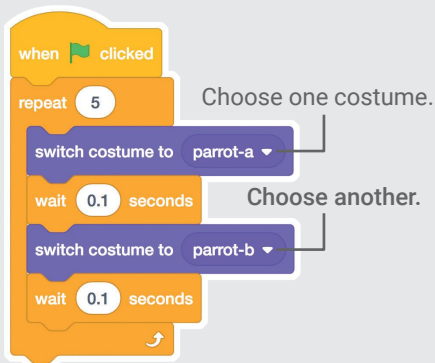 when clicked
repeat 5
Choose one costume.
switch costume to parrot-a
wait 0.1 seconds
Choose another.
switch costume to parrot-b
wait 0.1 seconds